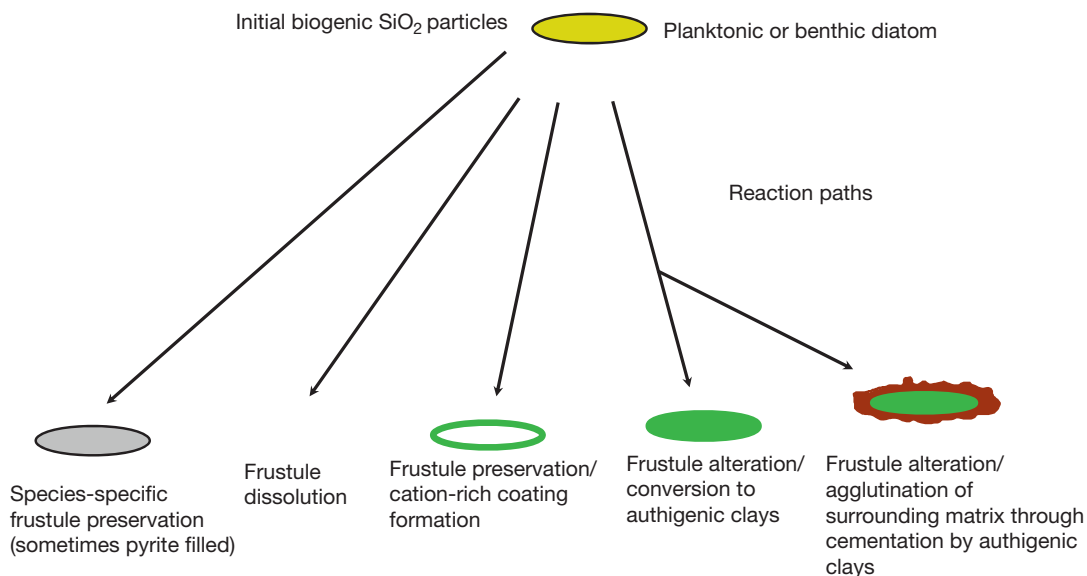 Initial biogenic SiO₂ particles
Planktonic or benthic diatom
Reaction paths
Species-specific
frustule preservation
(sometimes pyrite filled)
Frustule
dissolution
Frustule preservation/
cation-rich coating
formation
Frustule alteration/
conversion to
authigenic clays
Frustule alteration/
agglutination of
surrounding matrix through
cementation by authigenic
clays